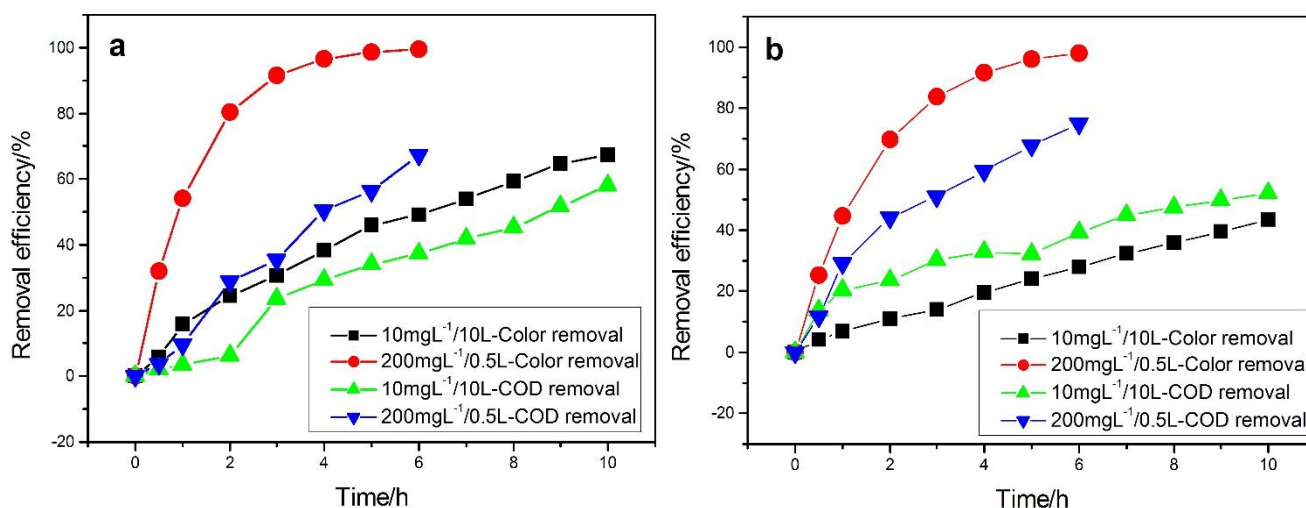 a
Removal efficiency/%
100
80
60
40
20
0
-20
10mgL⁻¹/10L-Color removal
200mgL⁻¹/0.5L-Color removal
10mgL⁻¹/10L-COD removal
200mgL⁻¹/0.5L-COD removal
0 2 4 6 8 10
Time/h
b
Removal efficiency/%
100
80
60
40
20
0
-20
10mgL⁻¹/10L-Color removal
200mgL⁻¹/0.5L-Color removal
10mgL⁻¹/10L-COD removal
200mgL⁻¹/0.5L-COD removal
0 2 4 6 8 10
Time/h